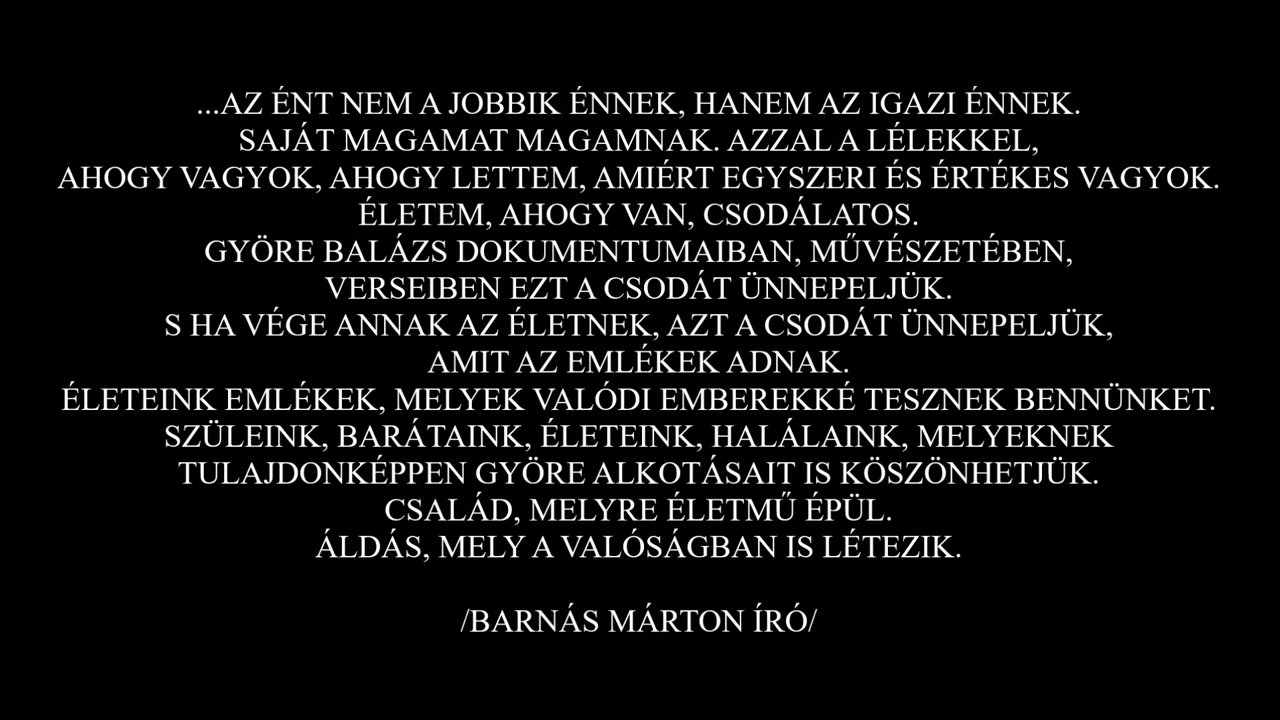 ...AZ ÉNT NEM A JOBBIK ÉNNEK, HANEM AZ IGAZI ÉNNEK.
SAJÁT MAGAMAT MAGAMNAK. AZZAL A LÉLEKKEL,
AHOGY VAGYOK, AHOGY LETTEM, AMIÉRT EGYSZERI ÉS ÉRTÉKES VAGYOK.
ÉLETEM, AHOGY VAN, CSODÁLATOS.
GYÖRE BALÁZS DOKUMENTUMAIBAN, MŰVÉSZETÉBEN,
VERSEIBEN EZT A CSODÁT ÜNNEPELJÜK.
S HA VÉGE ANNAK AZ ÉLETNEK, AZT A CSODÁT ÜNNEPELJÜK,
AMIT AZ EMLÉKEK ADNAK.
ÉLETEINK EMLÉKEK, MELYEK VALÓDI EMBEREKKÉ TESZNEK BENNÜNKET.
SZÜLEINK, BARÁTAINK, ÉLETEINK, HALÁLAINK, MELYEKNEK
TULAJDONKÉPPEN GYÖRE ALKOTÁSAIT IS KÖSZÖNHETJÜK.
CSALÁD, MELYRE ÉLETMŰ ÉPÜL.
ÁLDÁS, MELY A VALÓSÁGBAN IS LÉTEZIK.
/BARNÁS MÁRTON ÍRÓ/